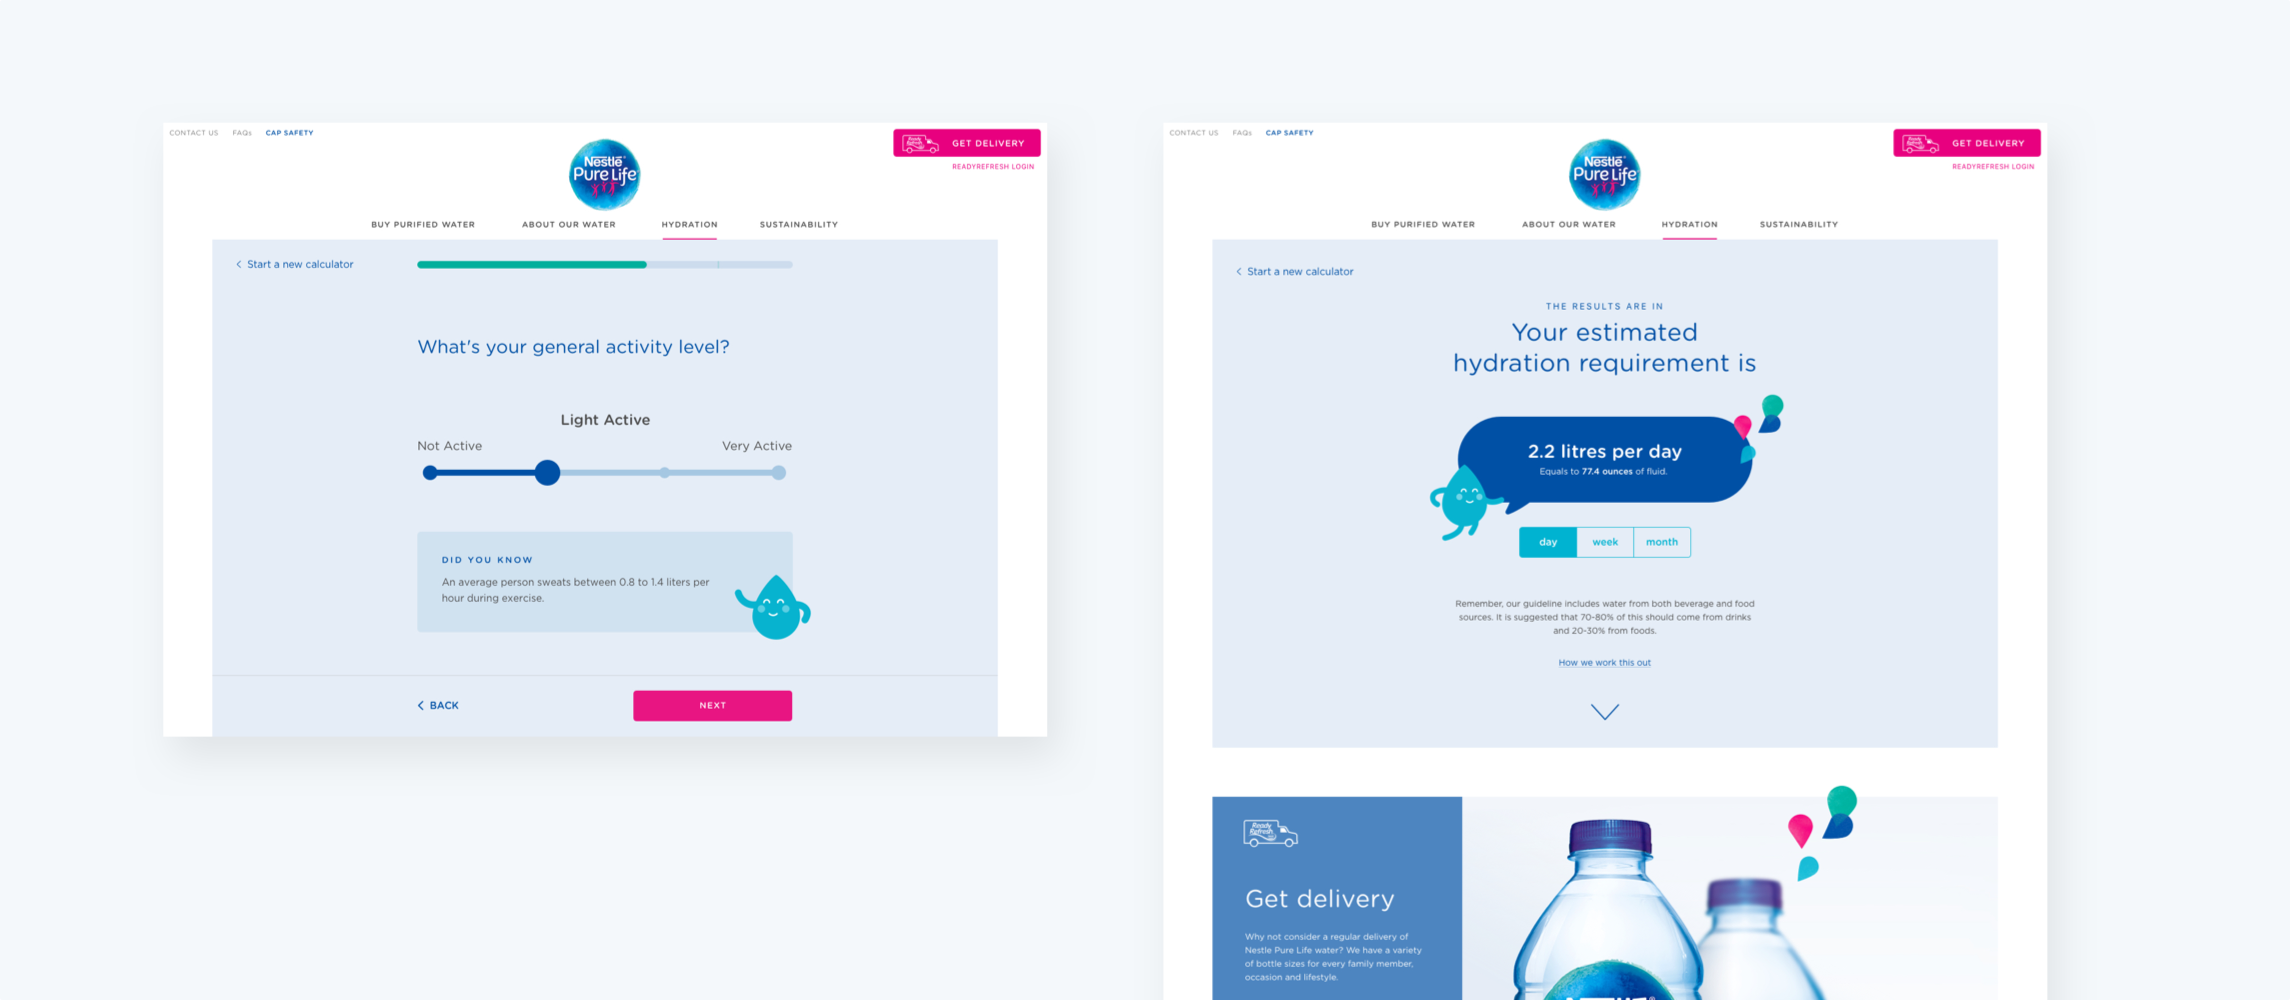 CONTACT US FAQs CAP SAFETY
GET DELIVERY
READYREFRESH LOGIN
Nestlé
Pure Life
BUY PURIFIED WATER ABOUT OUR WATER HYDRATION SUSTAINABILITY
Start a new calculator
What's your general activity level?
Light Active
Not Active Very Active
DID YOU KNOW
An average person sweats between 0.8 to 1.4 liters per
hour during exercise.
BACK
NEXT
CONTACT US FAQs CAP SAFETY
GET DELIVERY
READYREFRESH LOGIN
Nestlé
Pure Life
BUY PURIFIED WATER ABOUT OUR WATER HYDRATION SUSTAINABILITY
Start a new calculator
THE RESULTS ARE IN
Your estimated
hydration requirement is
2.2 litres per day
Equals to 77.4 ounces of fluid.
day week month
Remember, our guideline includes water from both beverage and food
sources. It is suggested that 70-80% of this should come from drinks
and 20-30% from foods.
How we work this out
Ready
Refresh
Get delivery
Why not consider a regular delivery of
Nestle Pure Life water? We have a variety
of bottle sizes for every family member,
occasion and lifestyle.